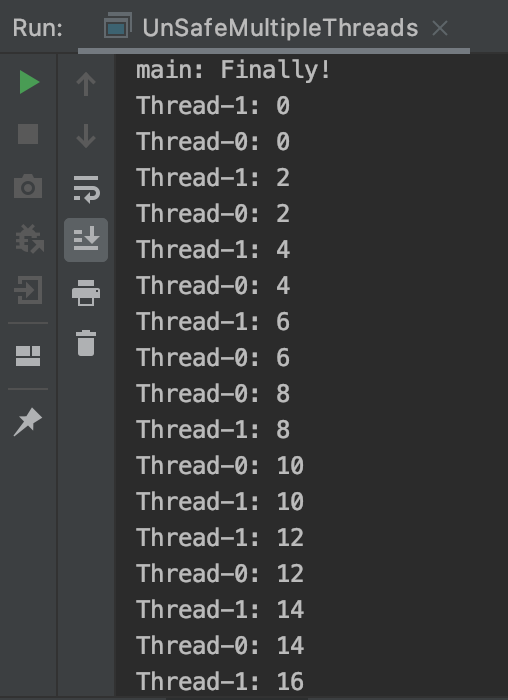 Run: UnSafeMultipleThreads
main: Finally!
Thread-1: 0
Thread-0: 0
Thread-1: 2
Thread-0: 2
Thread-1: 4
Thread-0: 4
Thread-1: 6
Thread-0: 6
Thread-0: 8
Thread-1: 8
Thread-0: 10
Thread-1: 10
Thread-1: 12
Thread-0: 12
Thread-1: 14
Thread-0: 14
Thread-1: 16